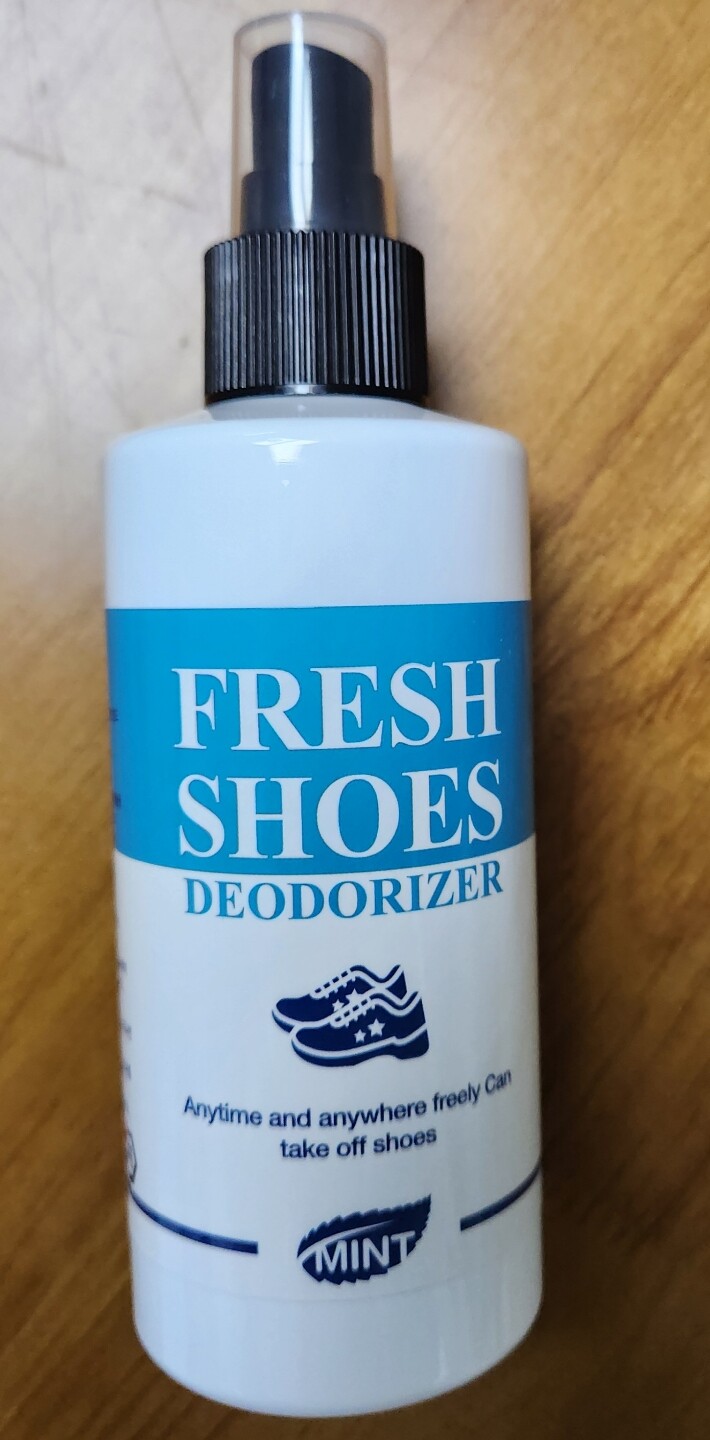 FRESH
SHOES
DEODORIZER
Anytime and anywhere freely Can
take off shoes
MINT